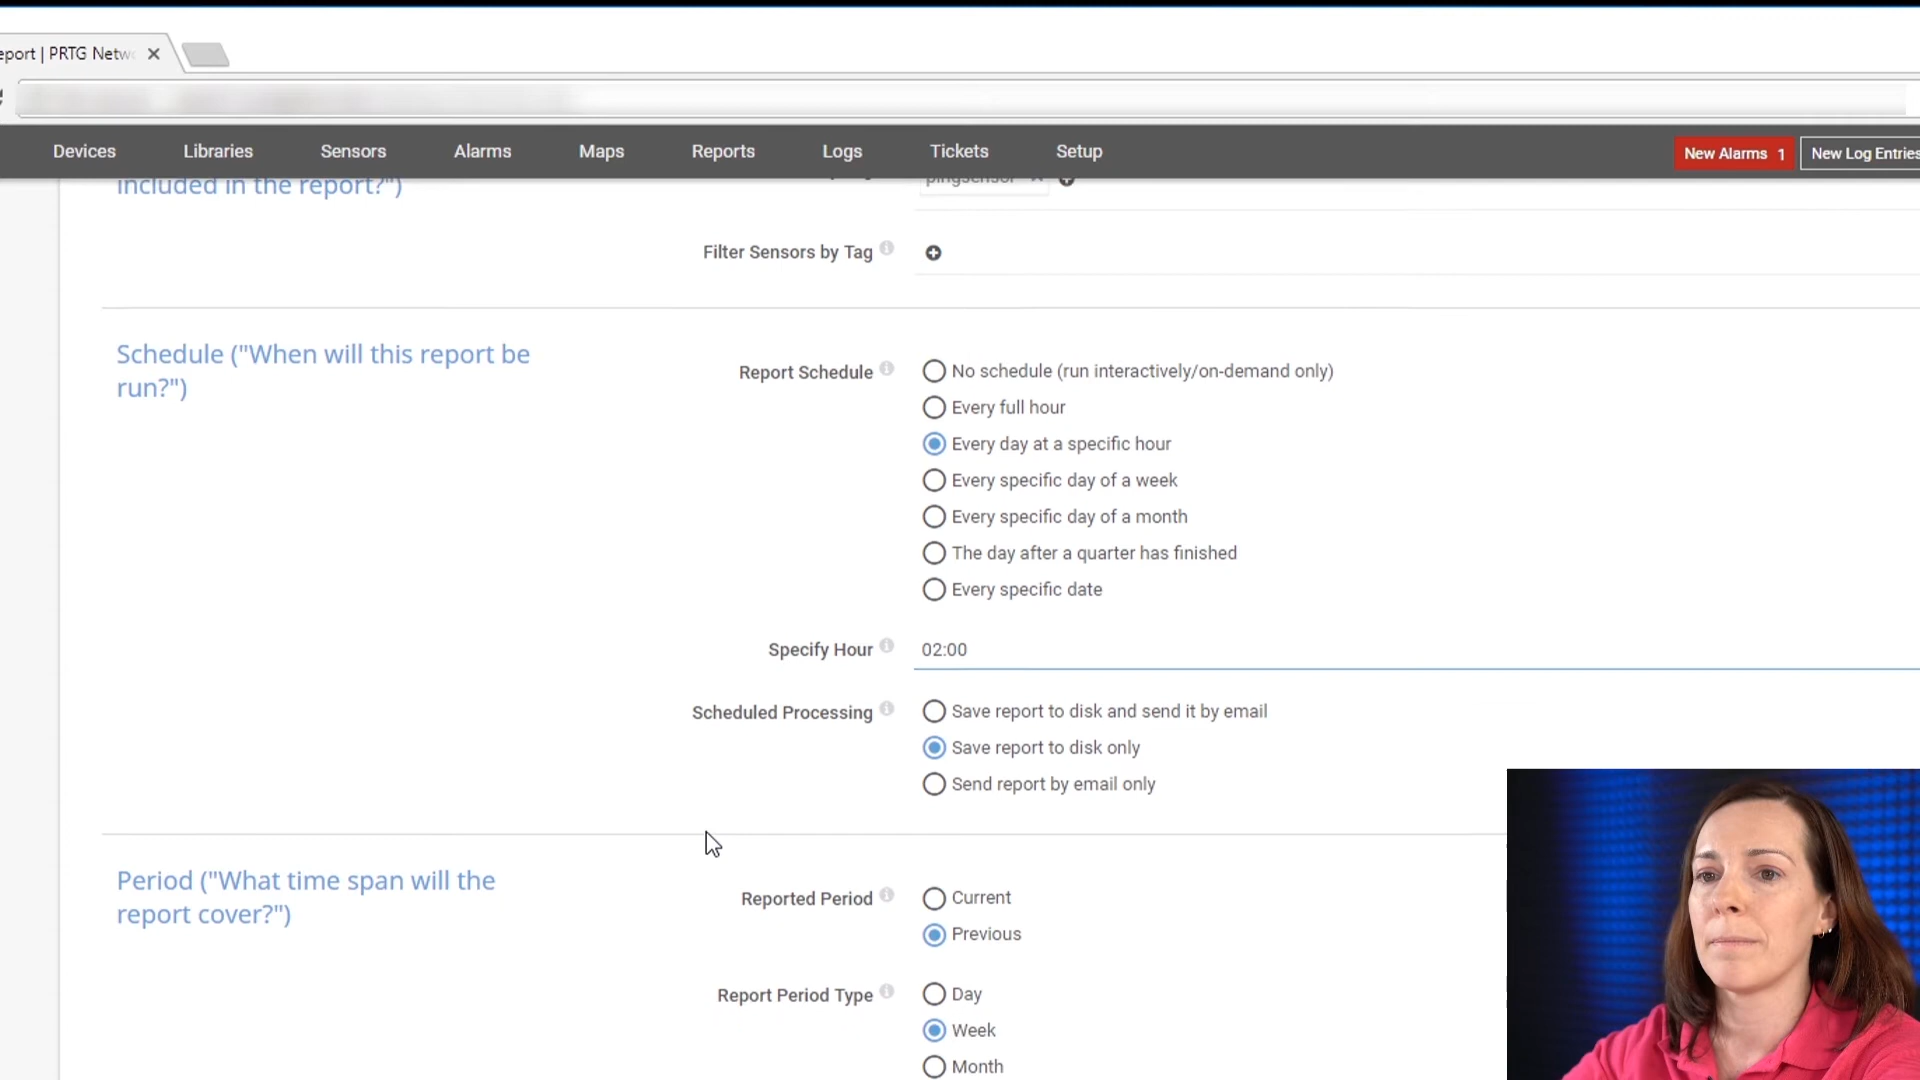 eport | PRTG Netw
Devices Libraries Sensors Alarms Maps Reports Logs Tickets Setup New Alarms 1 New Log Entries
included in the report?")
pingsensor
Filter Sensors by Tag
Schedule ("When will this report be
run?")
Report Schedule
No schedule (run interactively/on-demand only)
Every full hour
Every day at a specific hour
Every specific day of a week
Every specific day of a month
The day after a quarter has finished
Every specific date
Specify Hour 02:00
Scheduled Processing
Save report to disk and send it by email
Save report to disk only
Send report by email only
Period ("What time span will the
report cover?")
Reported Period
Current
Previous
Report Period Type
Day
Week
Month